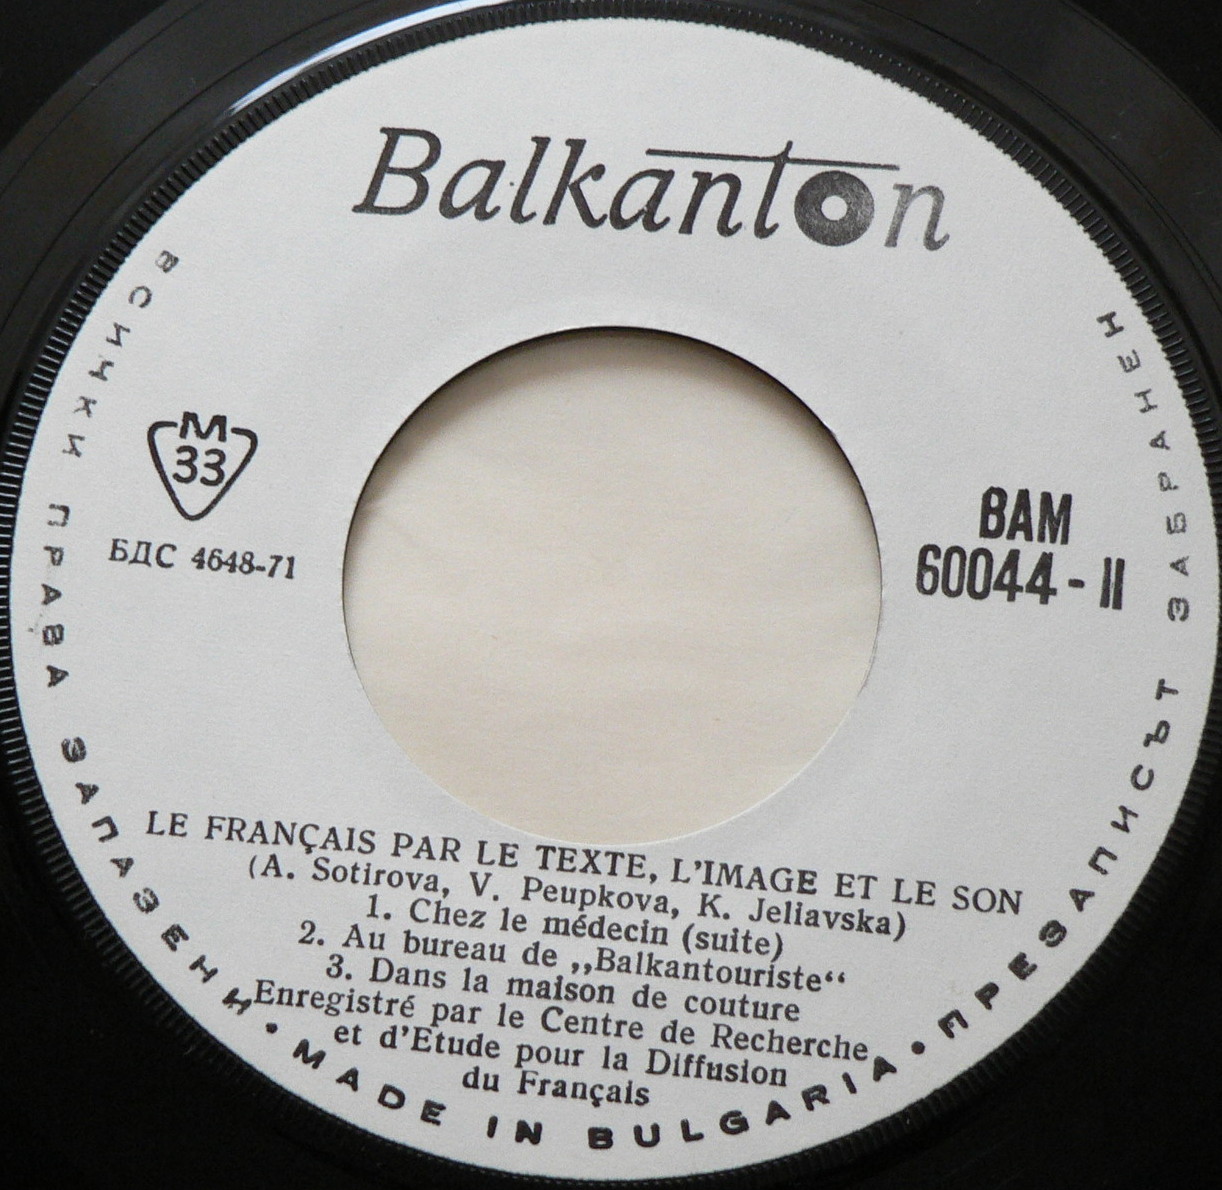 Balkanton
M
33
БДС 4648-71
ВАМ
60044 - II
LE FRANÇAIS PAR LE TEXTE, L'IMAGE ET LE SON
(A. Sotirova, V. Peupkova, K. Jeliavska)
1. Chez le médecin (suite)
2. Au bureau de „Balkantouriste“
3. Dans la maison de couture
Enregistré par le Centre de Recherche
et d'Etude pour la Diffusion
du Français
ВСИЧКИ ПРАВА ЗАПАЗЕНИ • MADE IN BULGARIA • ПРЕЗАПИСЪТ ЗАБРАНЕН